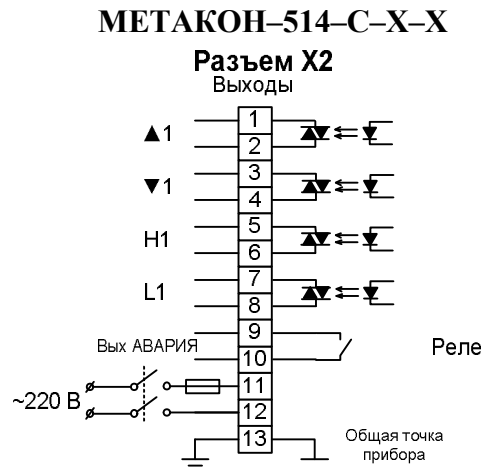 МЕТАКОН–514–С–Х–Х
Разъем Х2
Выходы
▲1
1
2
▼1
3
4
H1
5
6
L1
7
8
Вых АВАРИЯ
9
10
Реле
~220 В
11
12
13
Общая точка
прибора